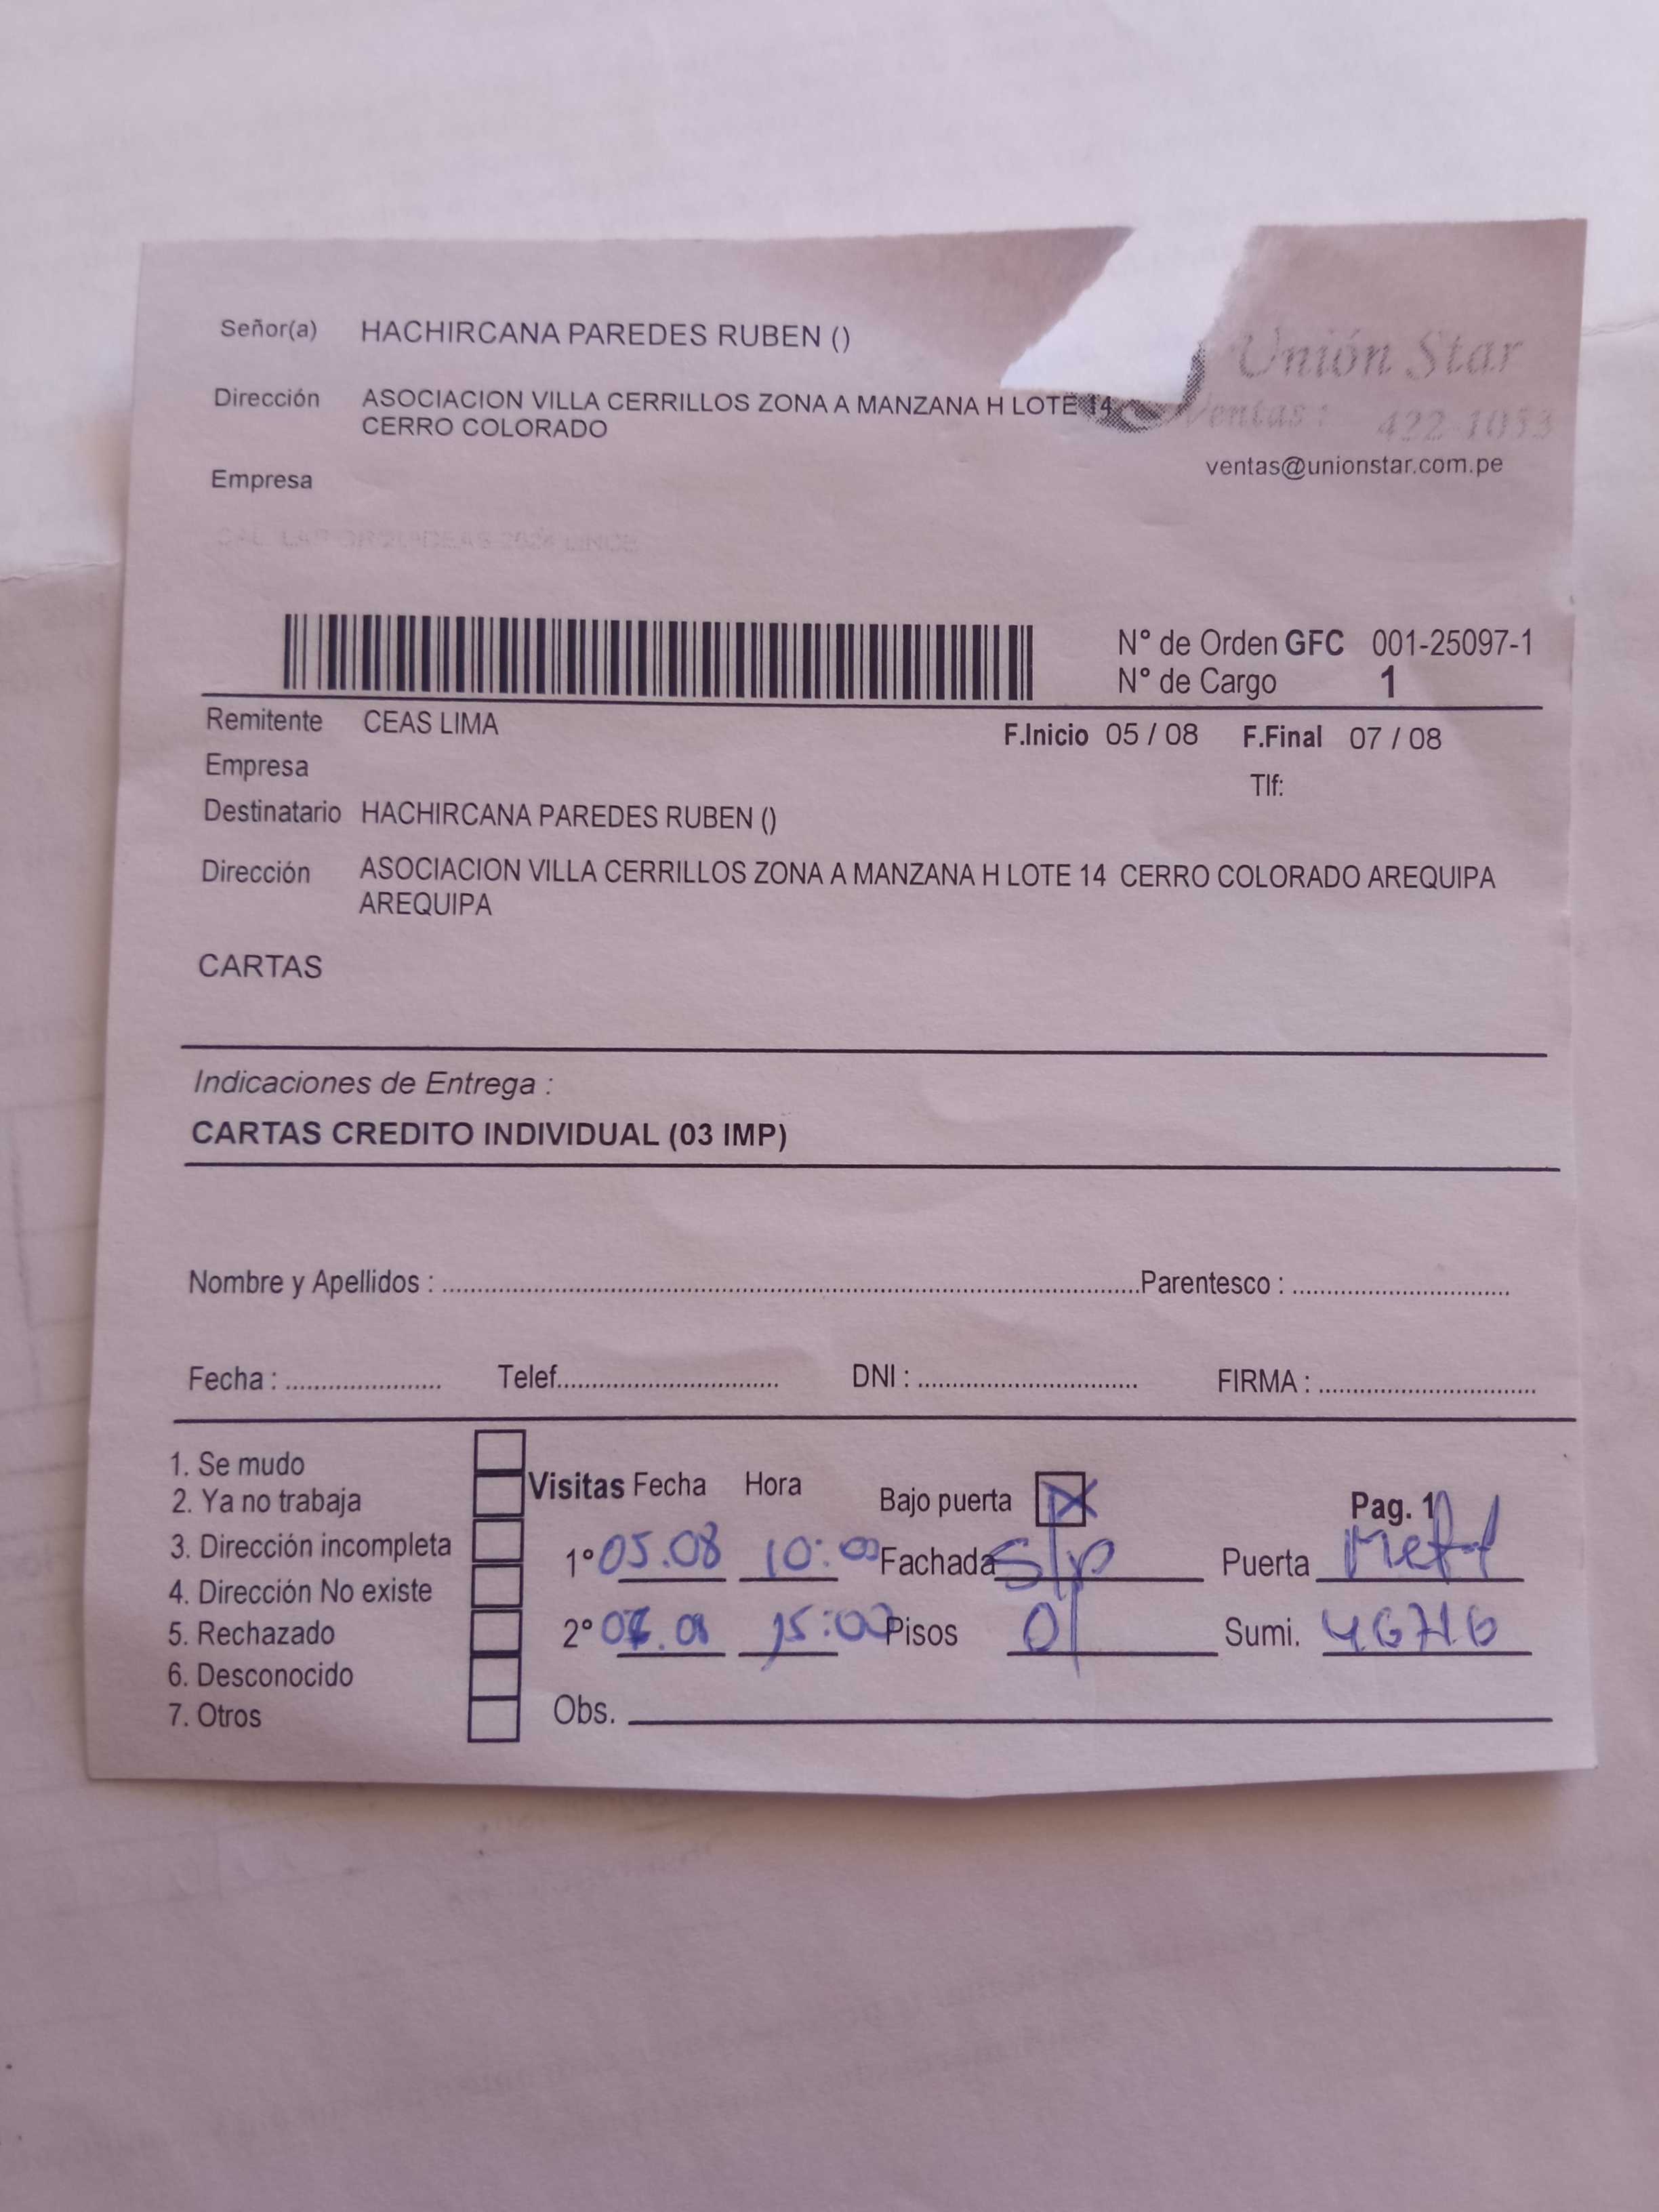 Señor(a) HACHIRCANA PAREDES RUBEN ()
Unión Star
Dirección ASOCIACION VILLA CERRILLOS ZONA A MANZANA H LOTE 14
CERRO COLORADO
Ventas : 422-1053
ventas@unionstar.com.pe
Empresa
N° de Orden GFC 001-25097-1
N° de Cargo 1
Remitente CEAS LIMA F.Inicio 05 / 08 F.Final 07 / 08
Empresa Tlf:
Destinatario HACHIRCANA PAREDES RUBEN ()
Dirección ASOCIACION VILLA CERRILLOS ZONA A MANZANA H LOTE 14 CERRO COLORADO AREQUIPA
AREQUIPA
CARTAS
Indicaciones de Entrega :
CARTAS CREDITO INDIVIDUAL (03 IMP)
Nombre y Apellidos : Parentesco :
Fecha : Telef. DNI : FIRMA :
1. Se mudo
2. Ya no trabaja
3. Dirección incompleta
4. Dirección No existe
5. Rechazado
6. Desconocido
7. Otros
Visitas Fecha Hora Bajo puerta Pag. 1
1° 05.08 10:00 Fachada S/p Puerta
2° 15:00 Pisos 01 Sumi.
Obs.